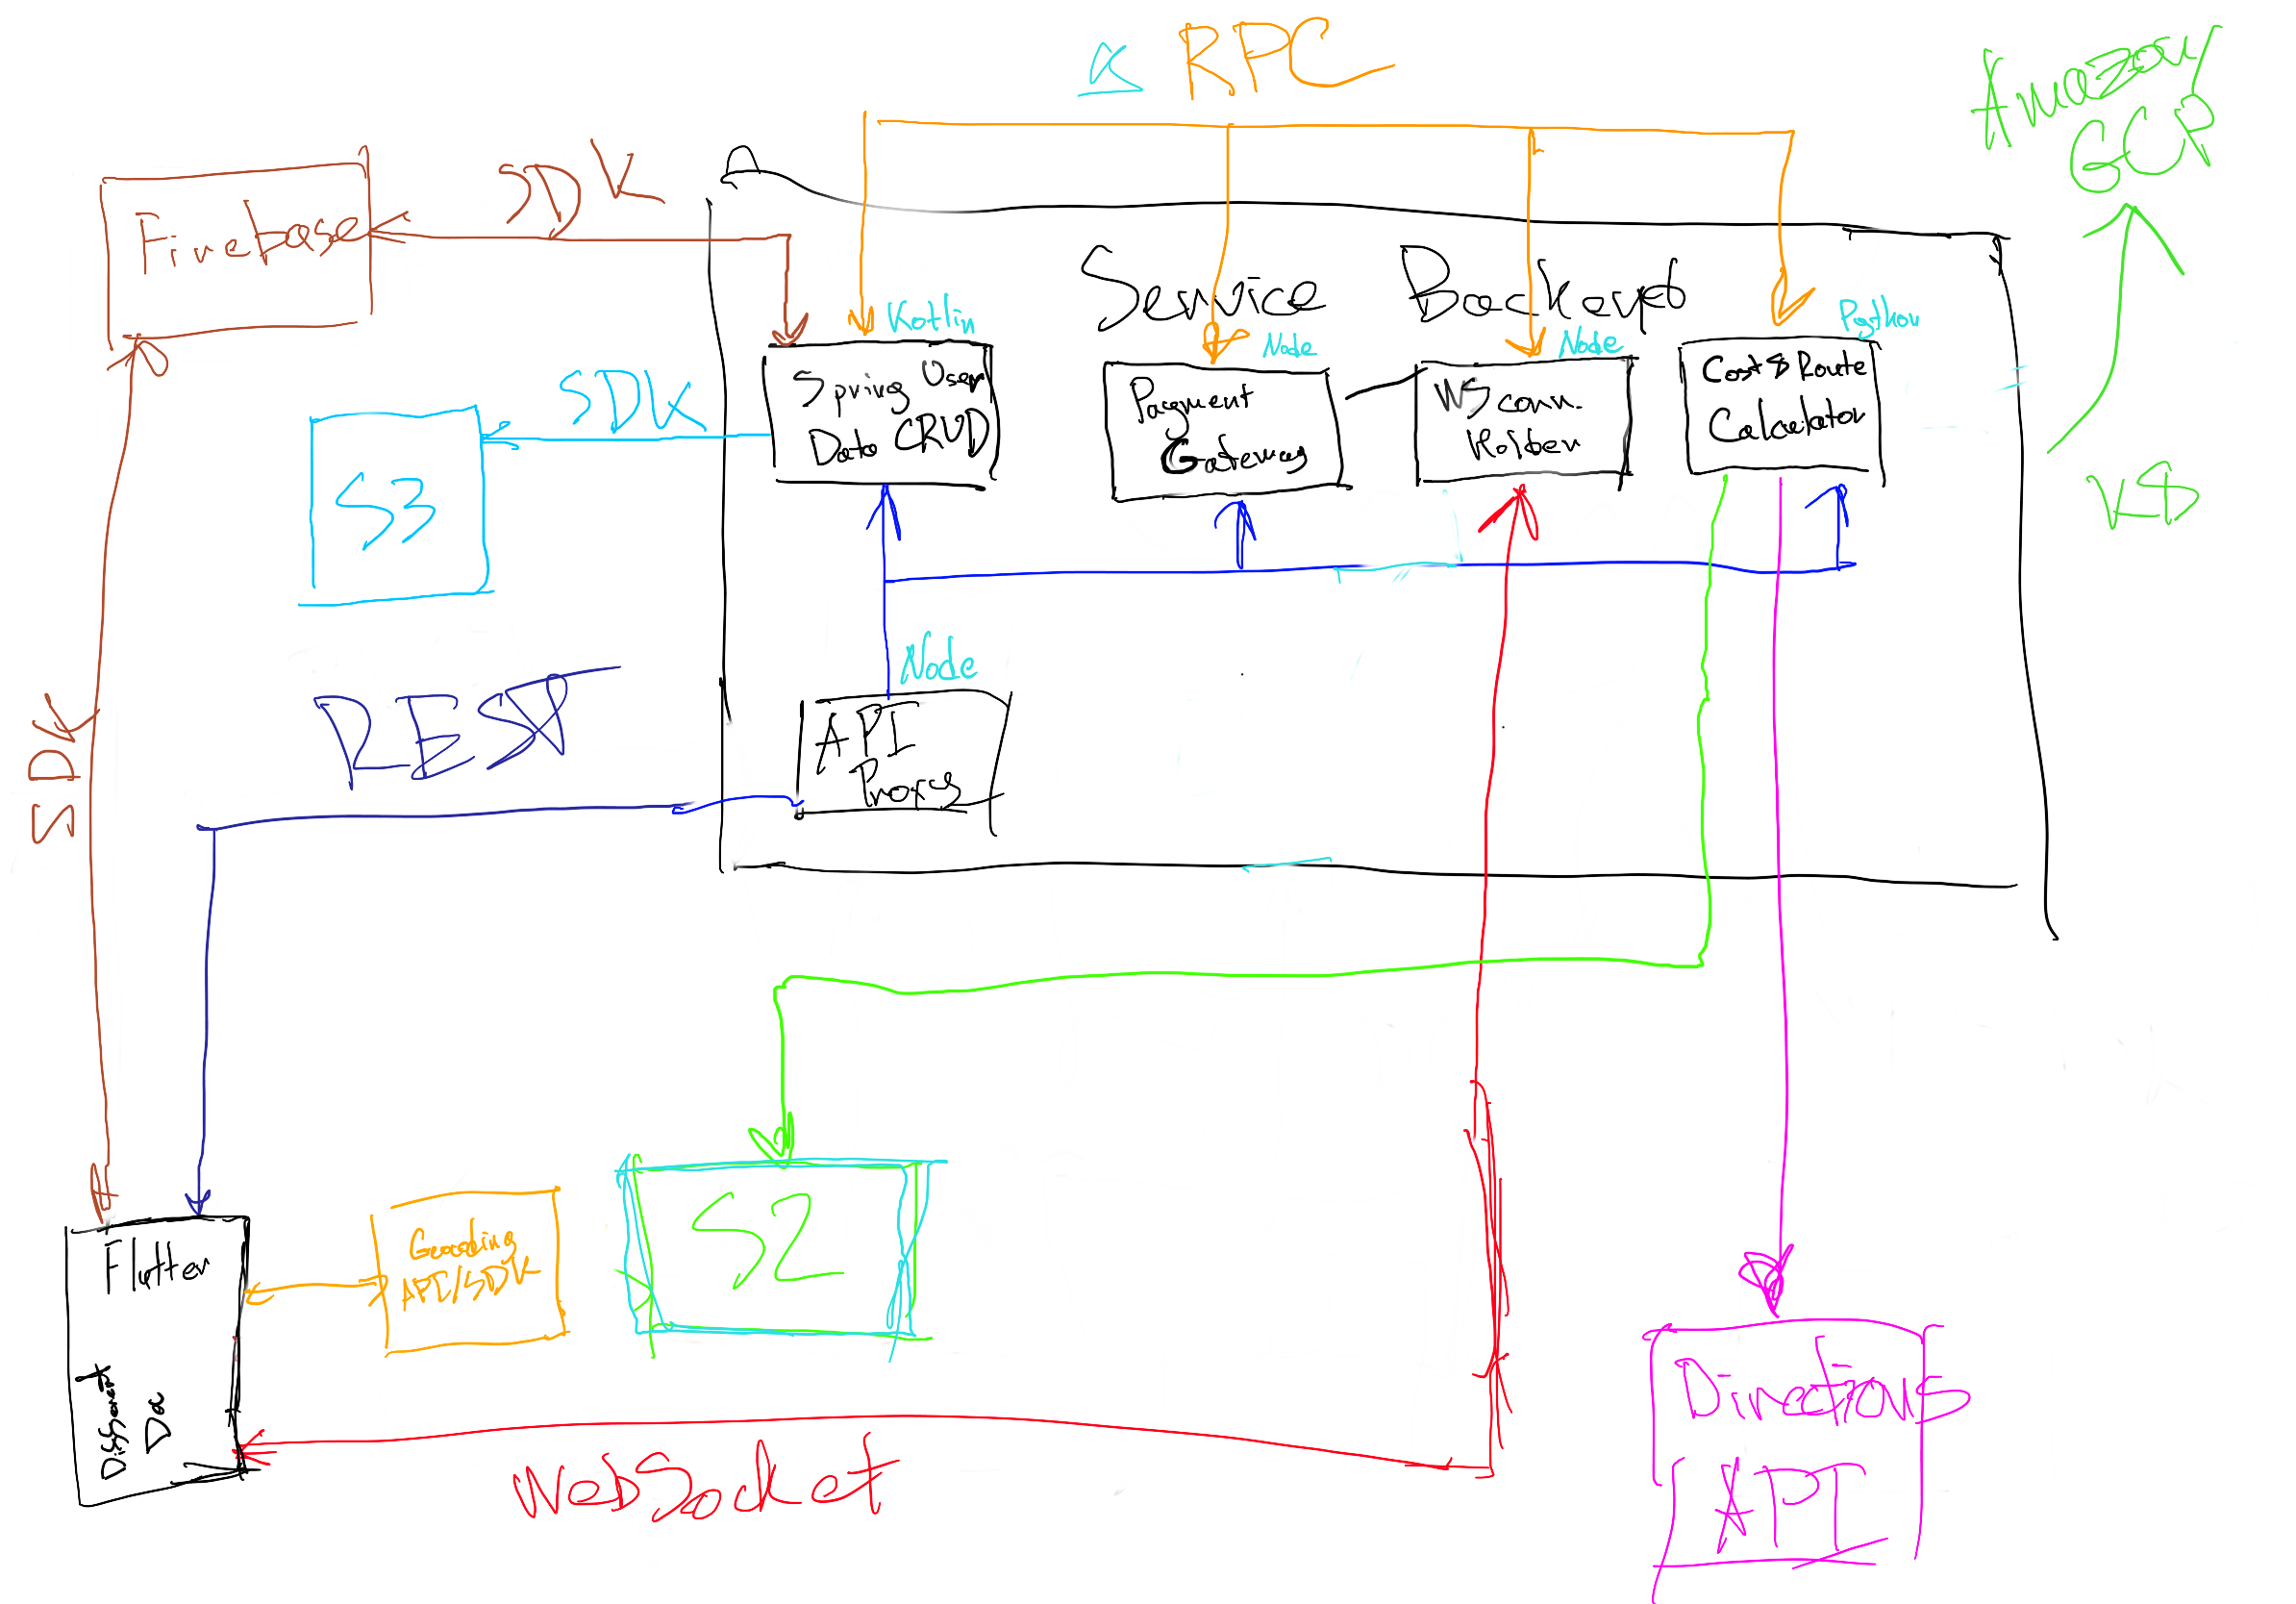 RPC
Amazon/
GCP
K8
SDK
Firebase
Service Backend
Kotlin
Spring User
Data CRUD
Node
Payment
Gateway
Node
WS conn.
Holder
Python
Cost & Route
Calculator
SDK
S3
REST
SDK
Node
API
Proxy
Flutter
Geocoding
API/SDK
S2
WebSocket
Directions
API